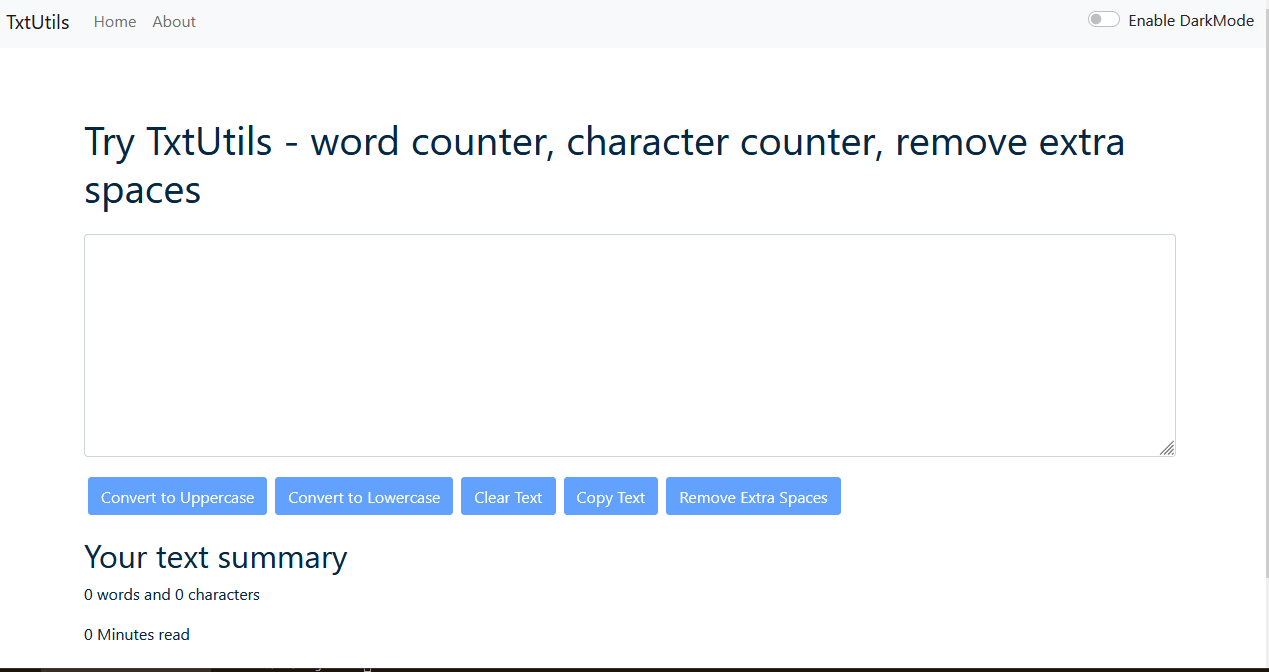 TxtUtils Home About Enable DarkMode
Try TxtUtils - word counter, character counter, remove extra
spaces
Convert to Uppercase Convert to Lowercase Clear Text Copy Text Remove Extra Spaces
Your text summary
0 words and 0 characters
0 Minutes read